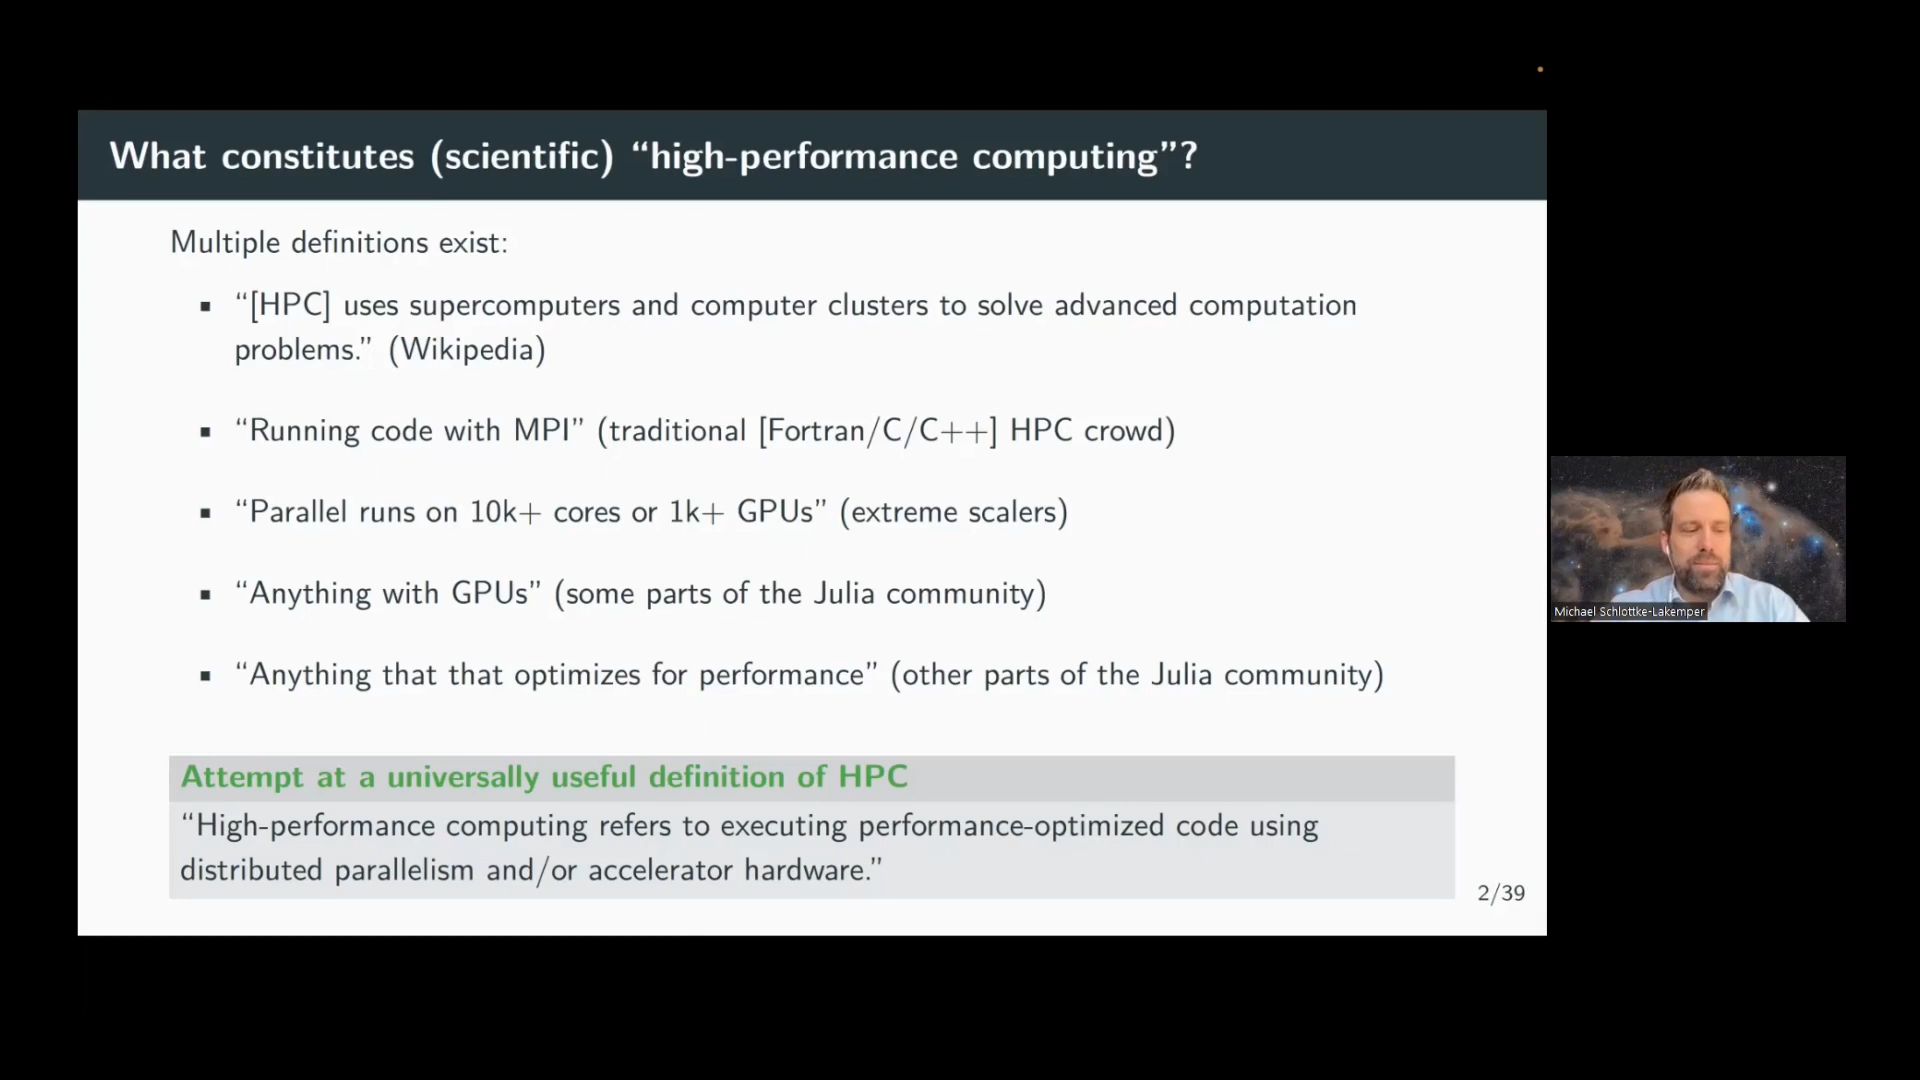 What constitutes (scientific) “high-performance computing”?
Multiple definitions exist:
▪ “[HPC] uses supercomputers and computer clusters to solve advanced computation
problems.” (Wikipedia)
▪ “Running code with MPI” (traditional [Fortran/C/C++] HPC crowd)
▪ “Parallel runs on 10k+ cores or 1k+ GPUs” (extreme scalers)
▪ “Anything with GPUs” (some parts of the Julia community)
▪ “Anything that that optimizes for performance” (other parts of the Julia community)
Attempt at a universally useful definition of HPC
“High-performance computing refers to executing performance-optimized code using
distributed parallelism and/or accelerator hardware.”
2/39
Michael Schlottke-Lakemper